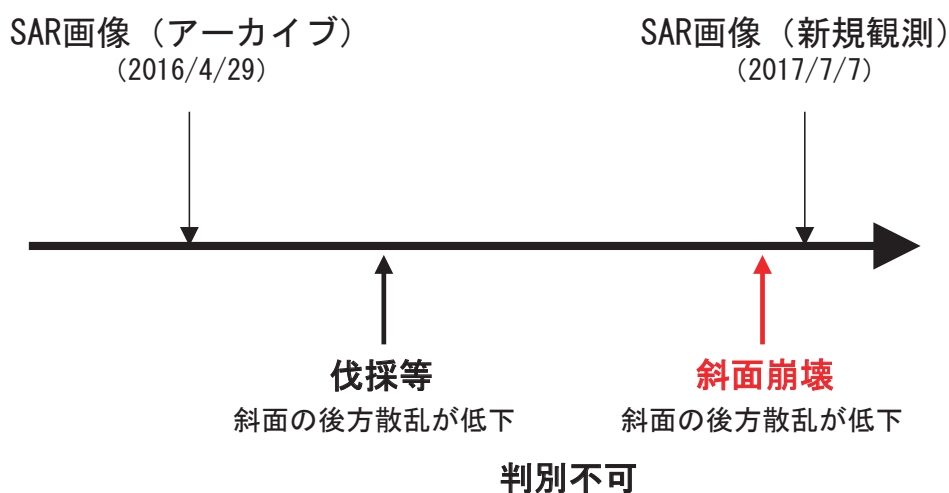 SAR画像（アーカイブ）
（2016/4/29）
SAR画像（新規観測）
（2017/7/7）
伐採等
斜面の後方散乱が低下
斜面崩壊
斜面の後方散乱が低下
判別不可